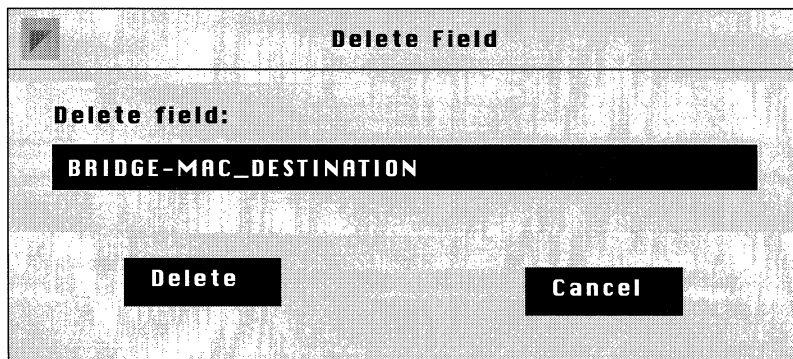 Delete Field
Delete field:
BRIDGE-MAC_DESTINATION
Delete
Cancel